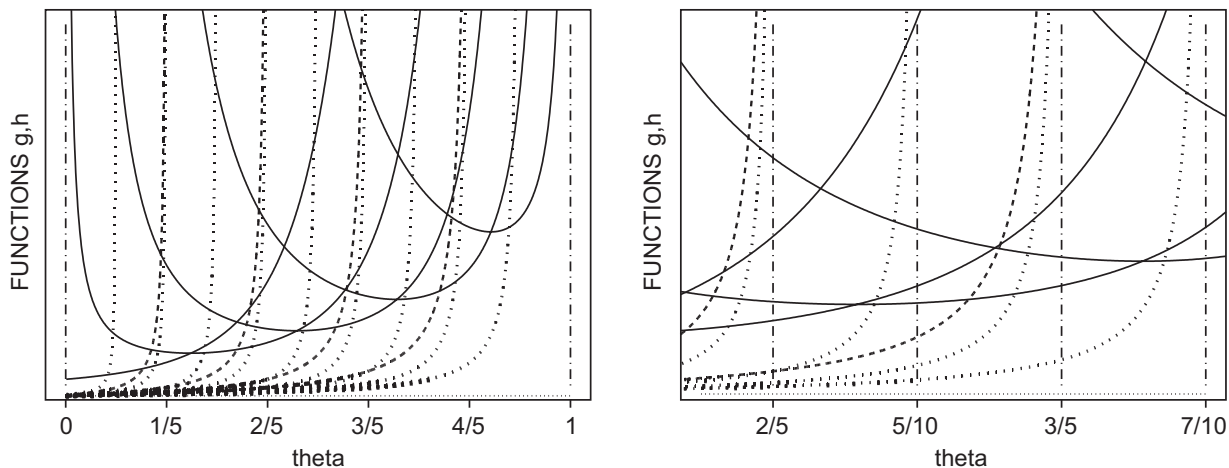 FUNCTIONS g,h
0 1/5 2/5 3/5 4/5 1
theta
FUNCTIONS g,h
2/5 5/10 3/5 7/10
theta